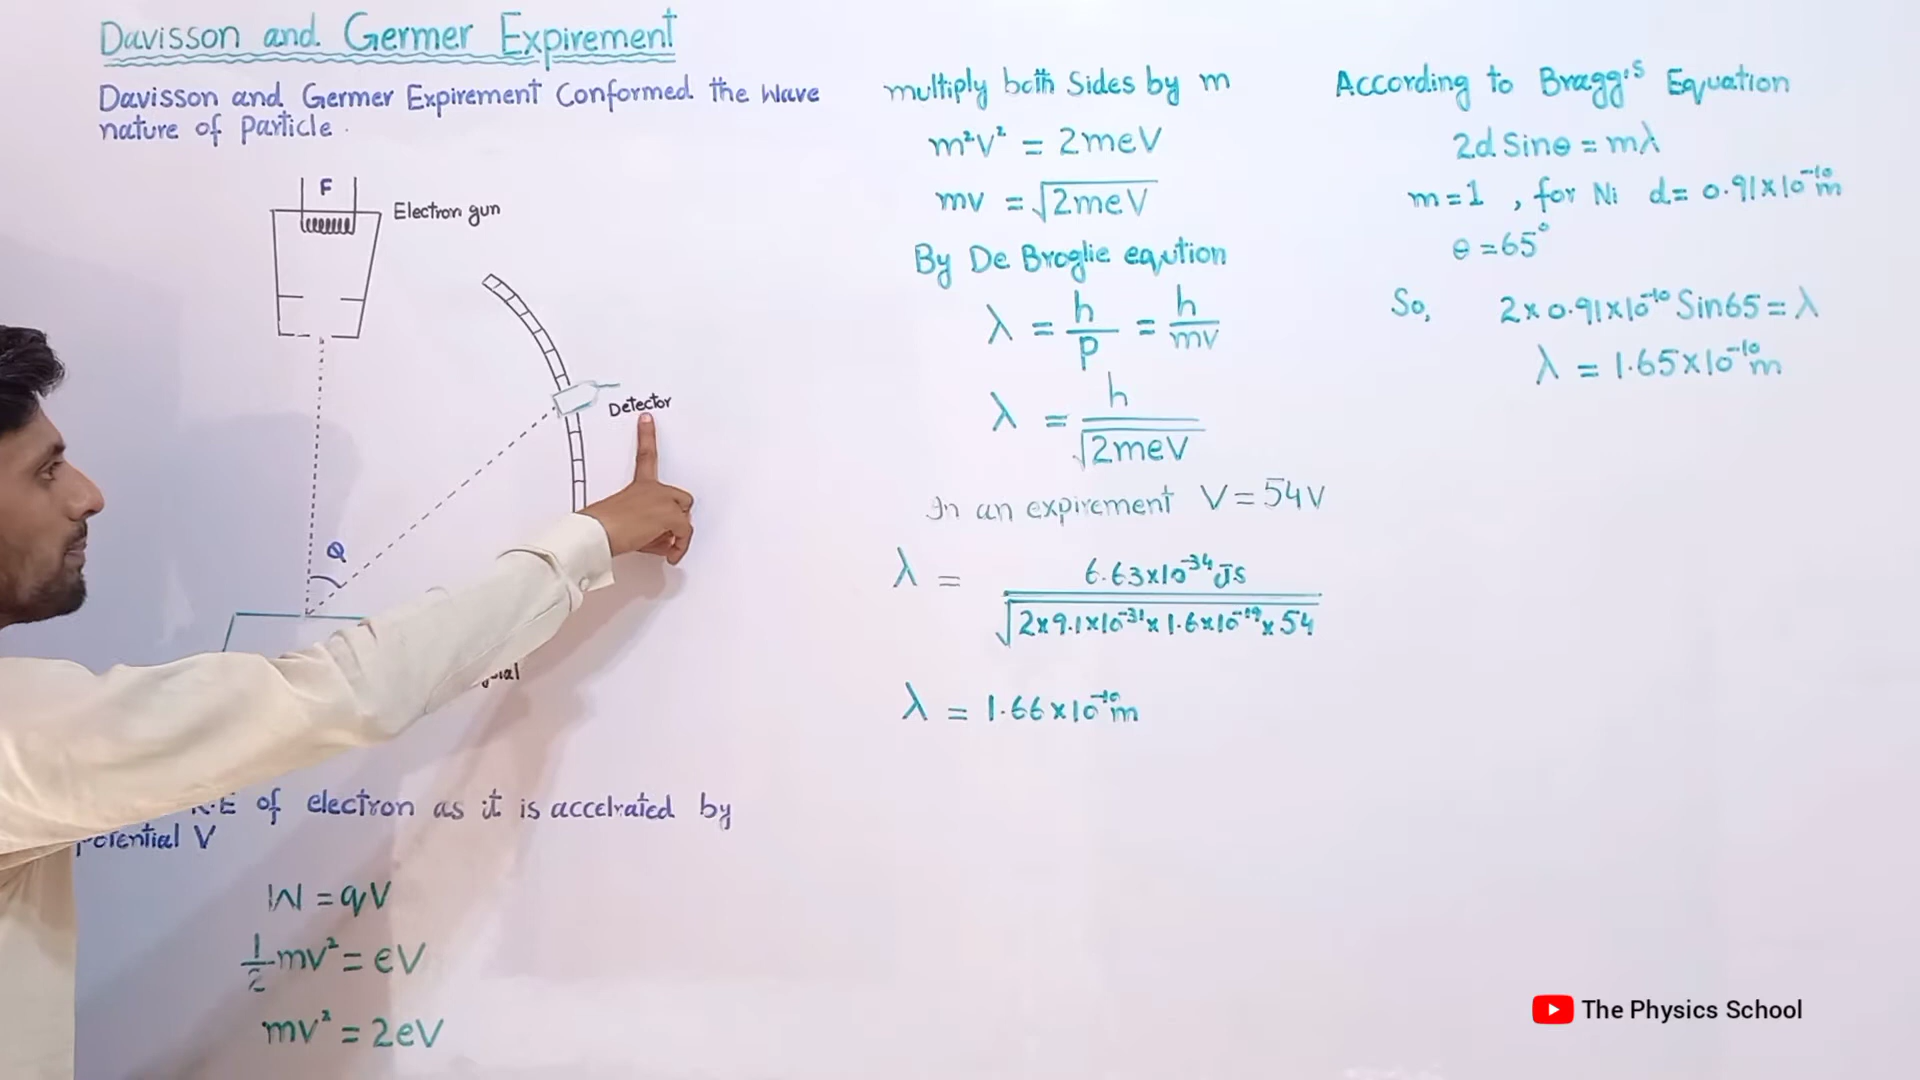 Davisson and Germer Expirement
Davisson and Germer Expirement Conformed the wave
nature of particle.
F
Electron gun
Detector
Q
K.E of electron as it is accelrated by
potential V
W = qV
1/2 mv² = eV
mv² = 2eV
multiply both Sides by m
m²V² = 2meV
mv = √2meV
By De Broglie eqution
λ = h/P = h/mv
λ = h/√2meV
In an expirement V = 54V
λ = 6.63x10⁻³⁴JS/√2x9.1x10⁻³¹x1.6x10⁻¹⁹x54
λ = 1.66x10⁻¹⁰m
According to Bragg's Equation
2d Sinθ = mλ
m=1 , for Ni d= 0.91x10⁻¹⁰m
θ =65°
So, 2x0.91x10⁻¹⁰ Sin65 = λ
λ = 1.65x10⁻¹⁰m
The Physics School